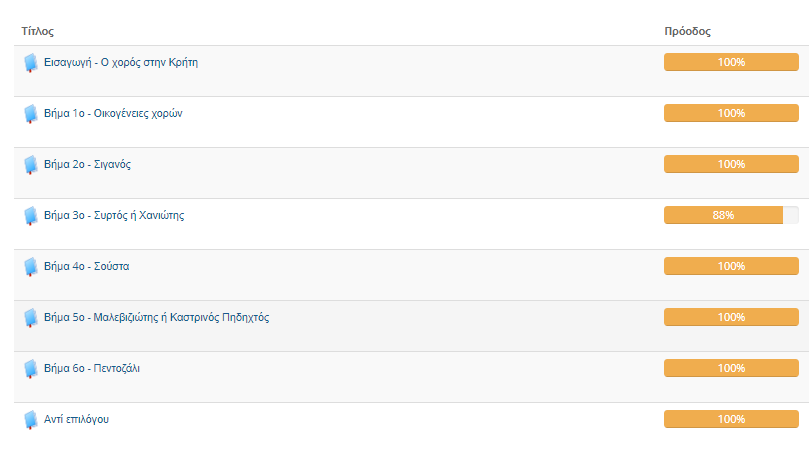 Τίτλος Πρόοδος
Εισαγωγή - Ο χορός στην Κρήτη 100%
Βήμα 1ο - Οικογένειες χορών 100%
Βήμα 2ο - Σιγανός 100%
Βήμα 3ο - Συρτός ή Χανιώτης 88%
Βήμα 4ο - Σούστα 100%
Βήμα 5ο - Μαλεβιζιώτης ή Καστρινός Πηδηχτός 100%
Βήμα 6ο - Πεντοζάλι 100%
Αντί επιλόγου 100%